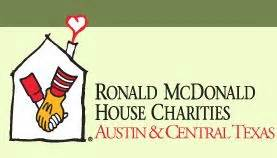 RONALD MCDONALD
HOUSE CHARITIES
®
AUSTIN & CENTRAL TEXAS